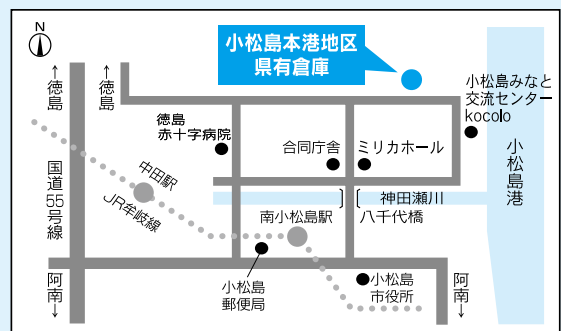 N
小松島本港地区
県有倉庫
←徳島
←徳島
小松島みなと
交流センター
kocolo
徳島
赤十字病院
合同庁舎
ミリカホール
小松島港
国道55号線
中田駅
JR牟岐線
神田瀬川
八千代橋
南小松島駅
小松島
郵便局
小松島
市役所
阿南→
阿南→